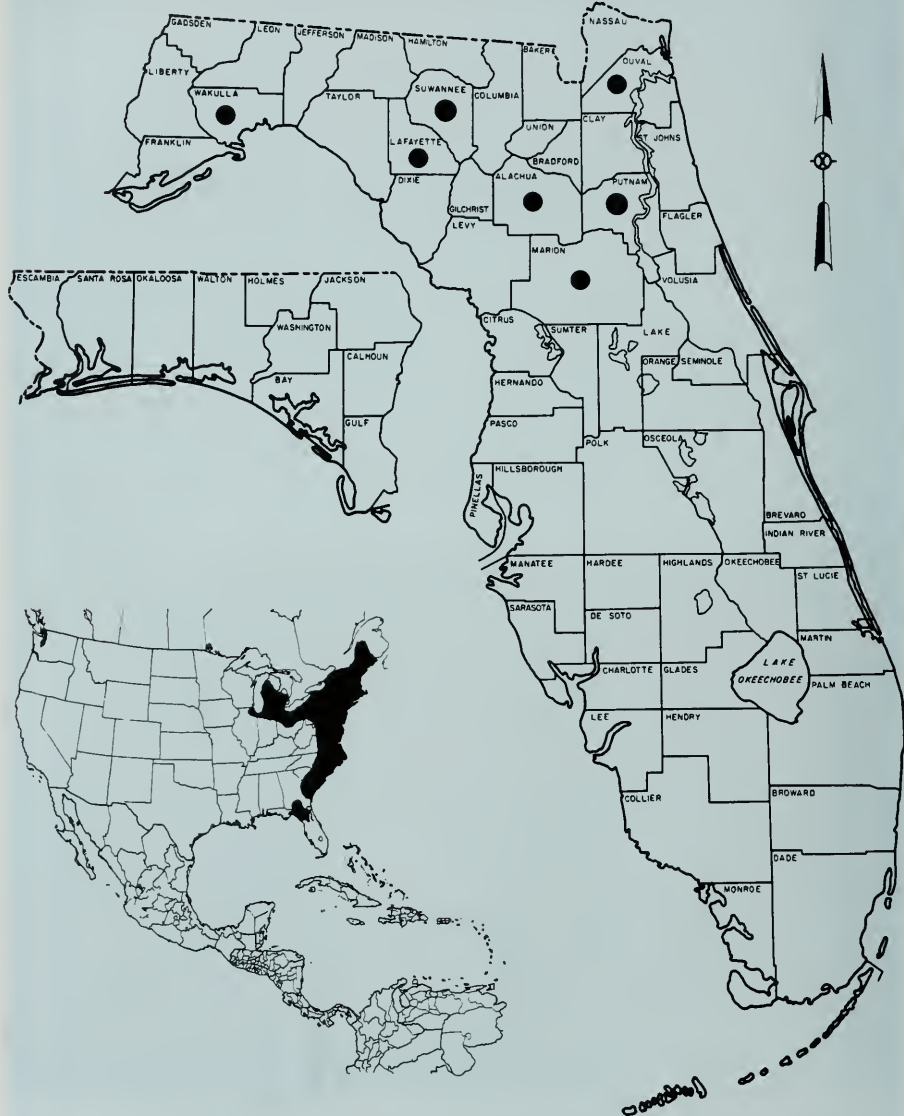 NASSAU
GADSDEN
LEON
JEFFERSON
MADISON
HAMILTON
BAKER
DUVAL
LIBERTY
WAKULLA
TAYLOR
SUWANNEE
COLUMBIA
UNION
CLAY
ST JOHNS
FRANKLIN
LAFAYETTE
BRADFORD
DIXIE
ALACHUA
PUTNAM
GILCHRIST
FLAGLER
LEVY
MARION
VOLUSIA
ESCAMBIA
SANTA ROSA
OKALOOSA
WALTON
HOLMES
JACKSON
WASHINGTON
CALHOUN
BAY
GULF
CITRUS
SUMTER
LAKE
ORANGE
SEMINOLE
HERNANDO
PASCO
POLK
OSCEOLA
PINELLAS
HILLSBOROUGH
BREVARD
INDIAN RIVER
MANATEE
HARDEE
HIGHLANDS
OKEECHOBEE
ST LUCIE
SARASOTA
DE SOTO
MARTIN
CHARLOTTE
GLADES
LAKE
OKEECHOBEE
PALM BEACH
LEE
HENDRY
COLLIER
BROWARD
DADE
MONROE